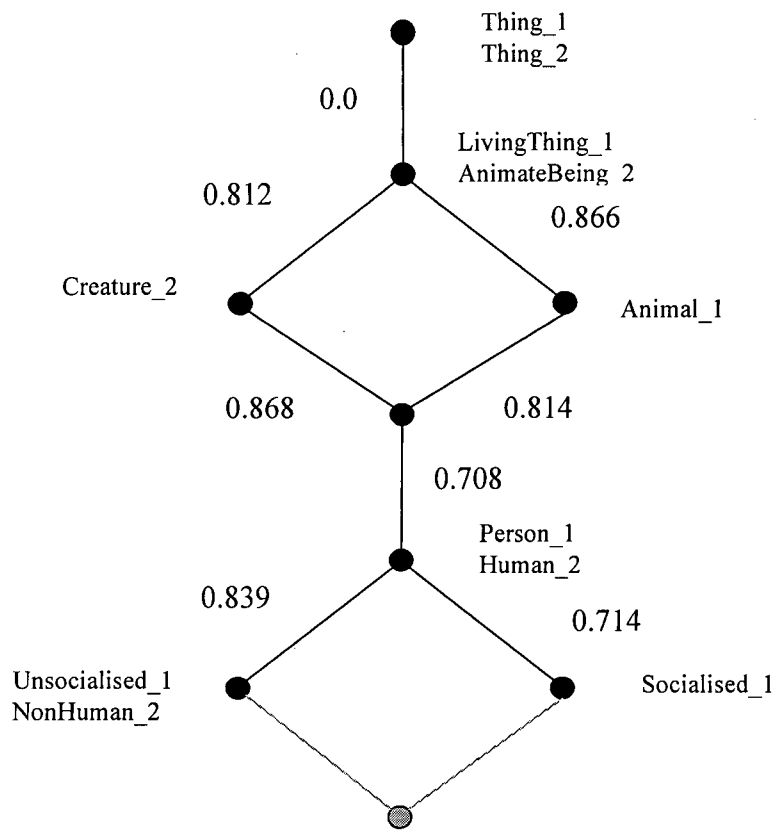 Thing_1
Thing_2
0.0
LivingThing_1
AnimateBeing_2
0.812
0.866
Creature_2
Animal_1
0.868
0.814
0.708
Person_1
Human_2
0.839
0.714
Unsocialised_1
NonHuman_2
Socialised_1